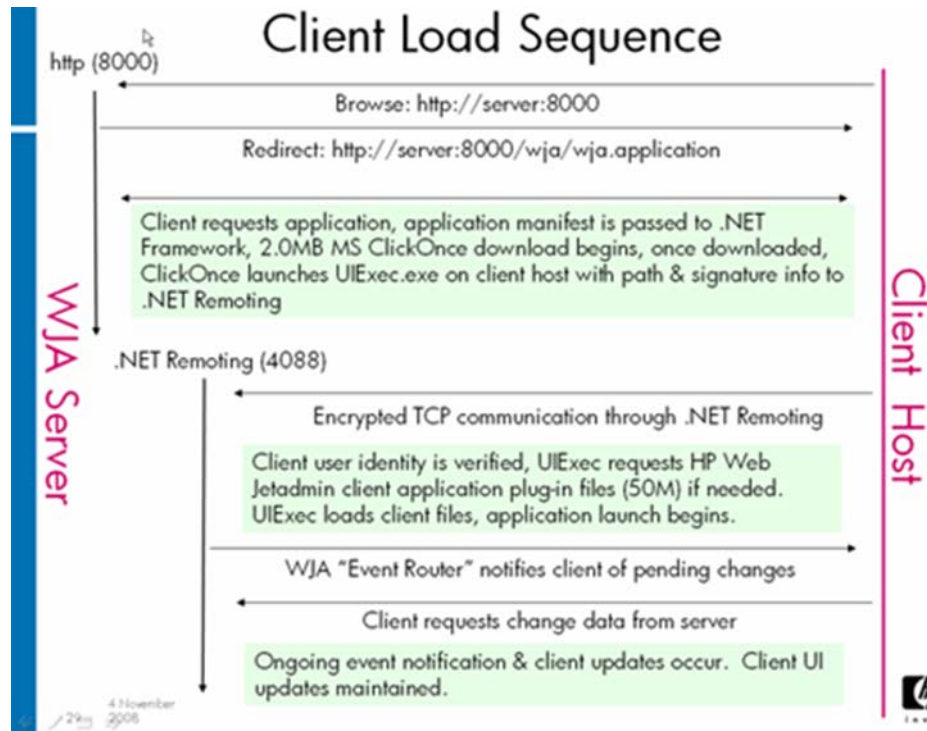 Client Load Sequence
http (8000)
Browse: http://server:8000
Redirect: http://server:8000/wja/wja.application
Client requests application, application manifest is passed to .NET
Framework, 2.0MB MS ClickOnce download begins, once downloaded,
ClickOnce launches UIExec.exe on client host with path & signature info to
.NET Remoting
WJA Server
Client Host
.NET Remoting (4088)
Encrypted TCP communication through .NET Remoting
Client user identity is verified, UIExec requests HP Web
Jetadmin client application plug-in files (50M) if needed.
UIExec loads client files, application launch begins.
WJA “Event Router” notifies client of pending changes
Client requests change data from server
Ongoing event notification & client updates occur. Client UI
updates maintained.
4 November
29
2008